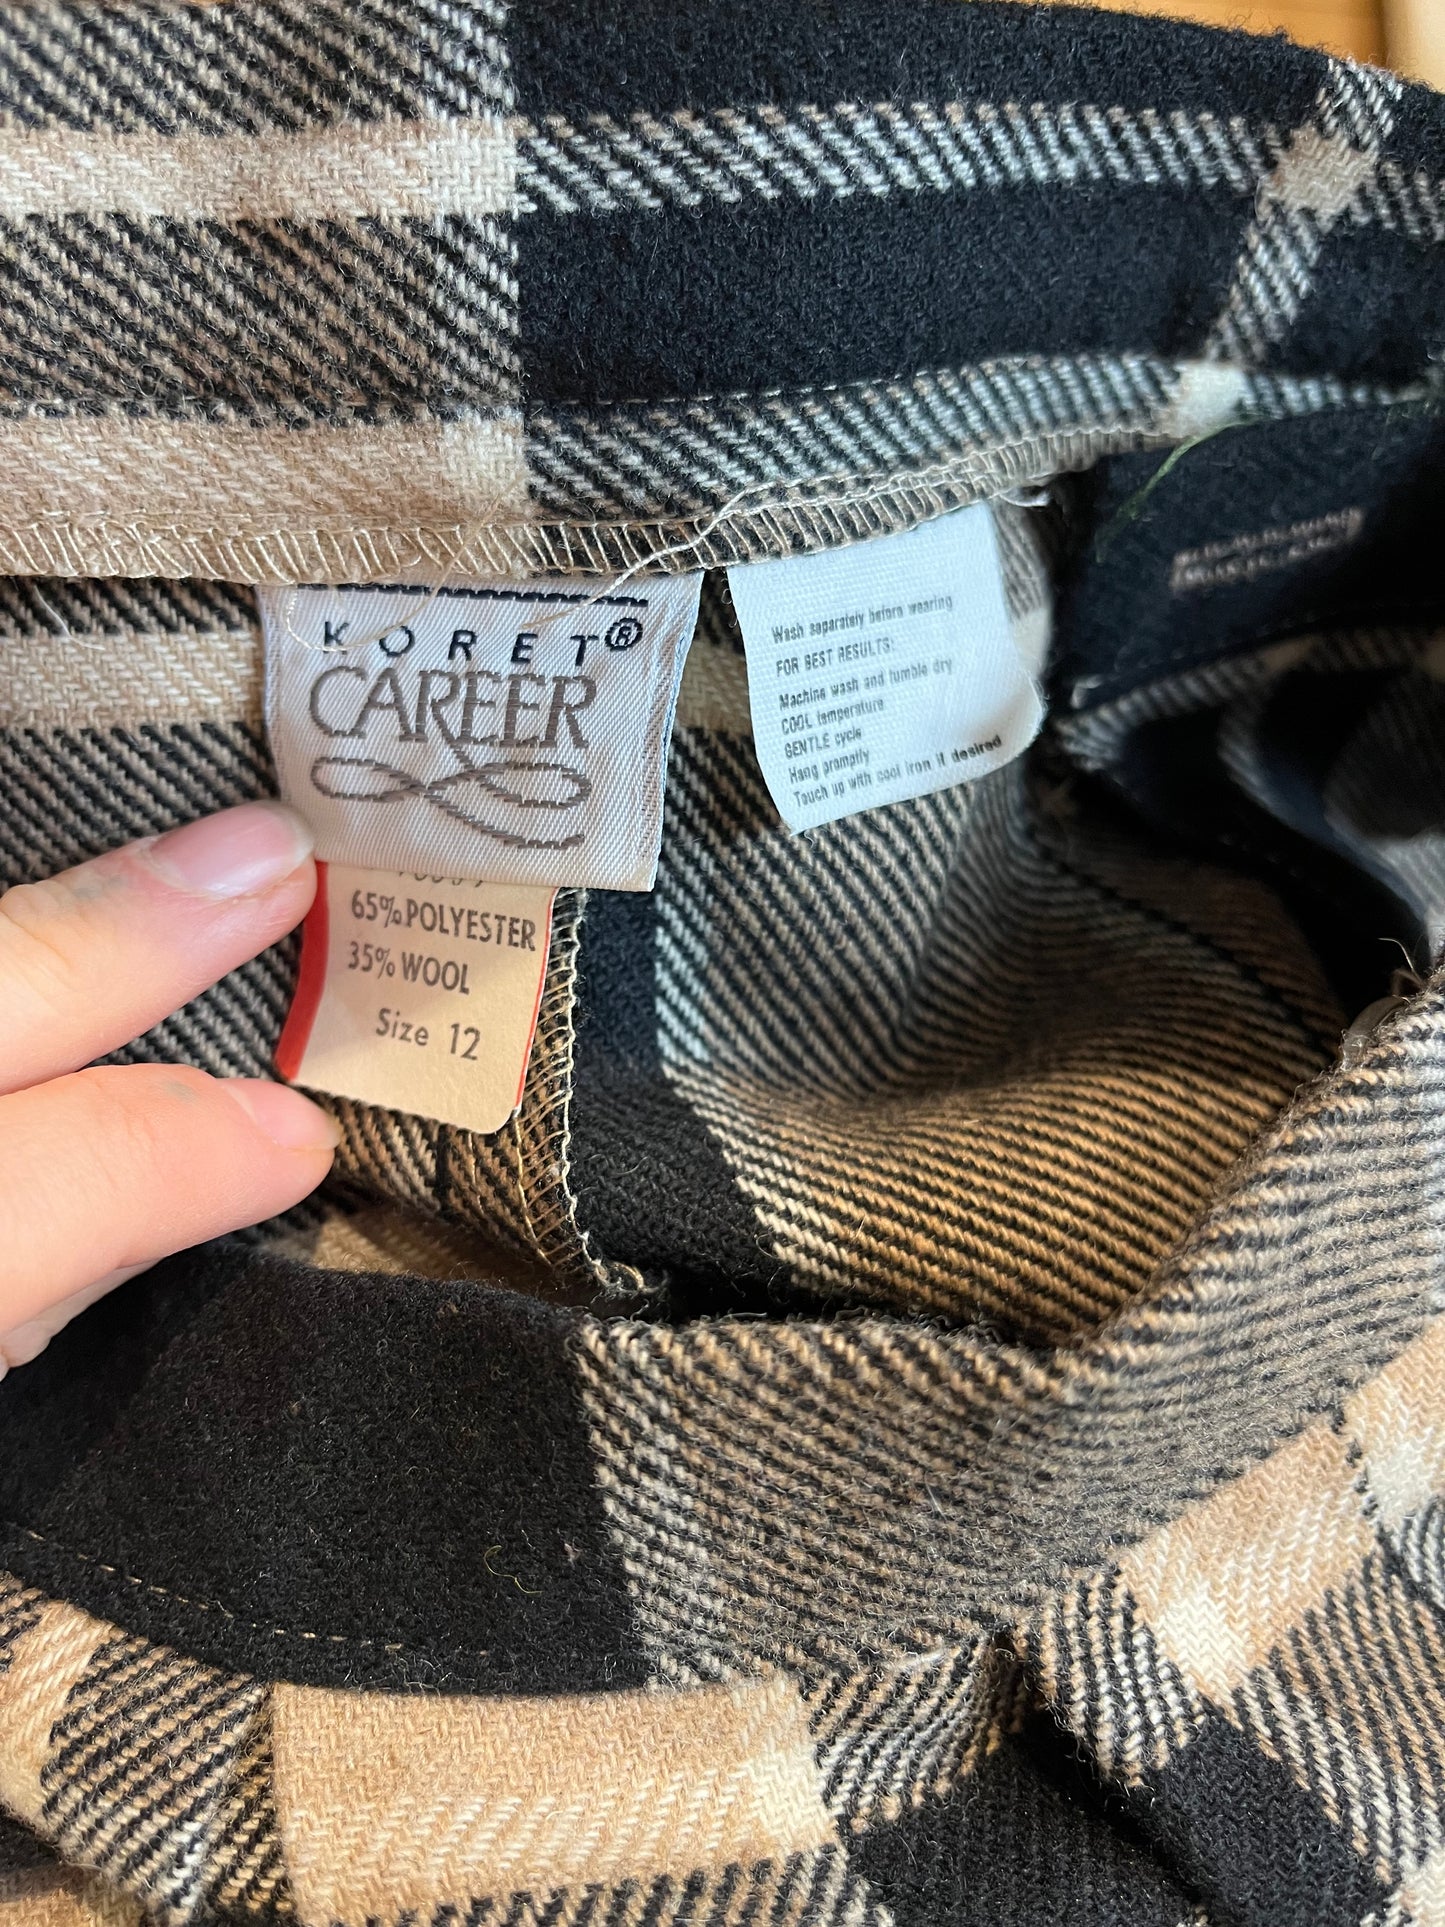 KORET®
CAREER
65% POLYESTER
35% WOOL
Size 12
Wash separately before wearing
FOR BEST RESULTS:
Machine wash and tumble dry
COOL temperature
GENTLE cycle
Hang promptly
Touch up with cool iron if desired